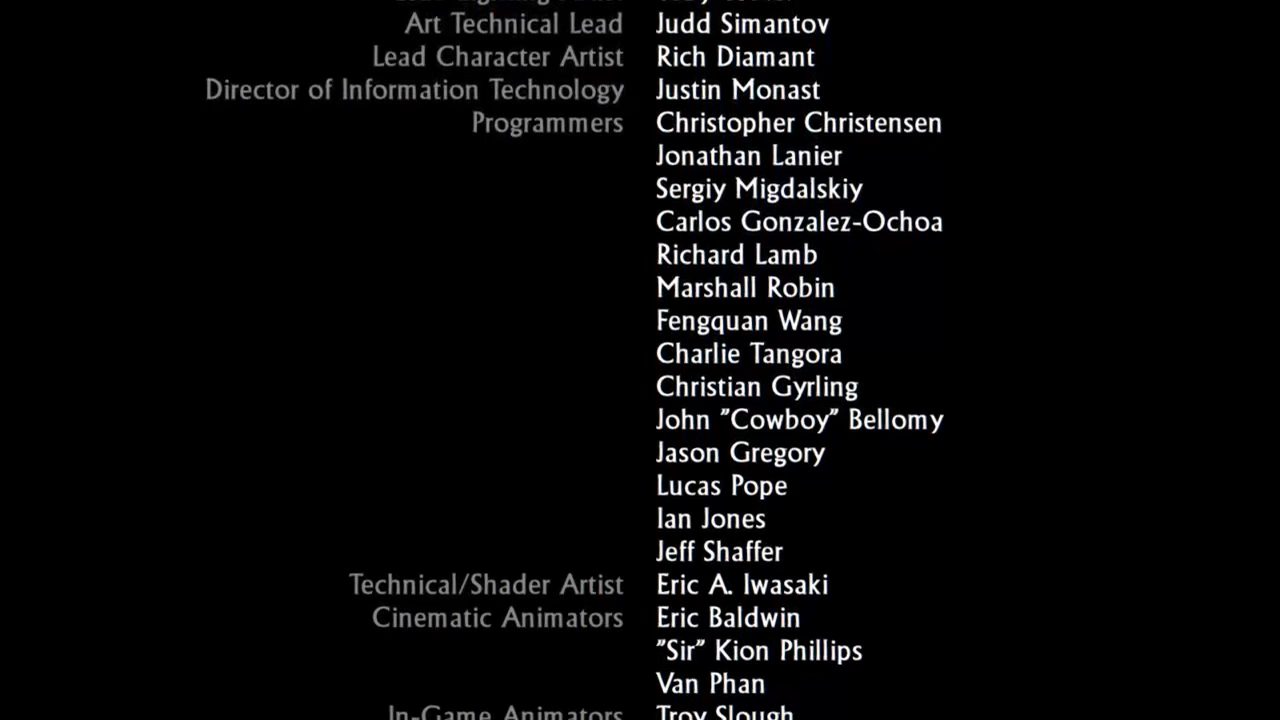 Art Technical Lead Judd Simantov
Lead Character Artist Rich Diamant
Director of Information Technology Justin Monast
Programmers Christopher Christensen
Jonathan Lanier
Sergiy Migdalskiy
Carlos Gonzalez-Ochoa
Richard Lamb
Marshall Robin
Fengquan Wang
Charlie Tangora
Christian Gyrling
John "Cowboy" Bellomy
Jason Gregory
Lucas Pope
Ian Jones
Jeff Shaffer
Technical/Shader Artist Eric A. Iwasaki
Cinematic Animators Eric Baldwin
"Sir" Kion Phillips
Van Phan
In-Game Animators Troy Slough